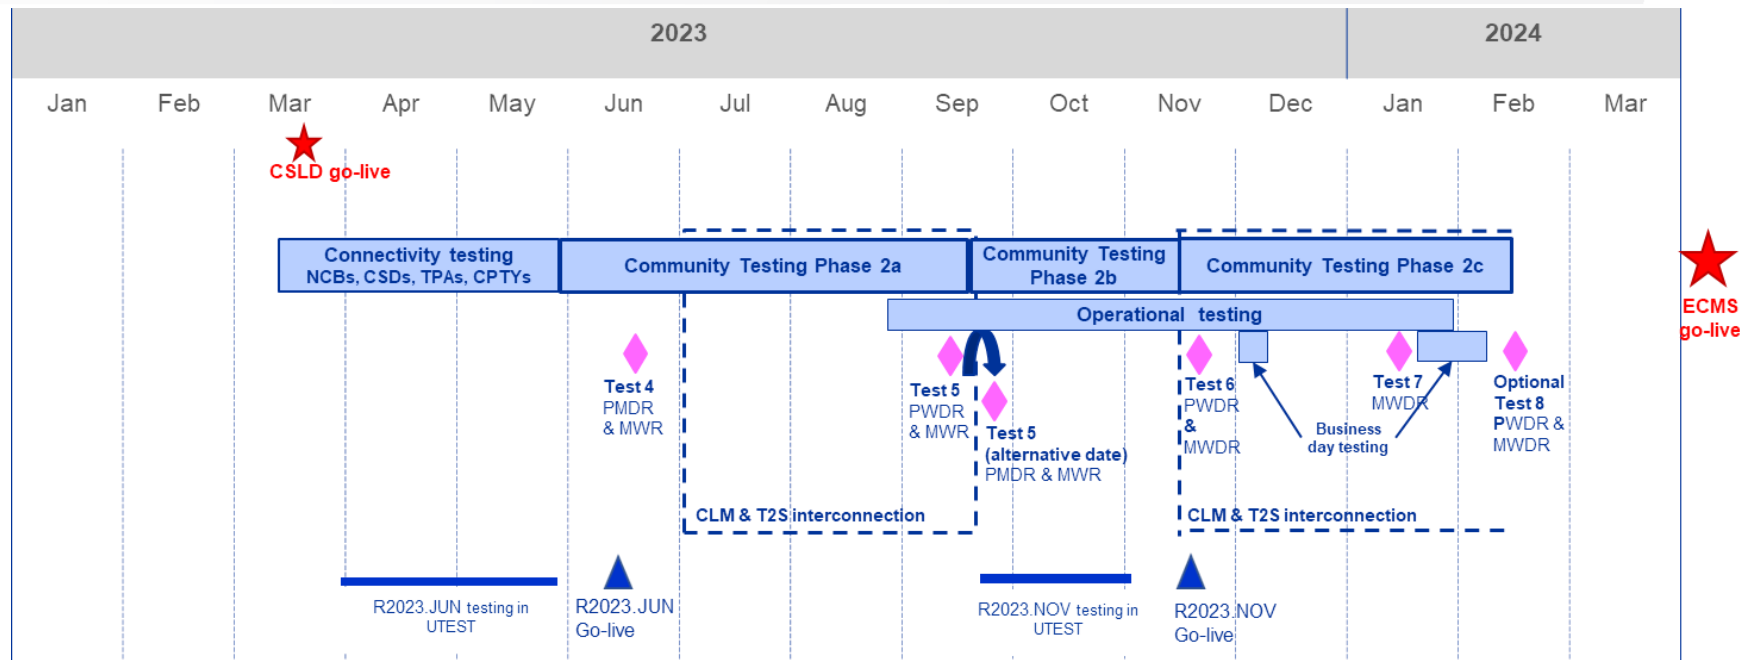 2023
2024
Jan
Feb
Mar
Apr
May
Jun
Jul
Aug
Sep
Oct
Nov
Dec
Jan
Feb
Mar
CSLD go-live
Connectivity testing
NCBs, CSDs, TPAs, CPTYs
Community Testing Phase 2a
Community Testing
Phase 2b
Community Testing Phase 2c
Operational testing
ECMS
go-live
Test 4
PMDR
& MWR
Test 5
PWDR
& MWR
Test 5
(alternative date)
PMDR & MWR
Test 6
PWDR
&
MWDR
Business
day testing
Test 7
MWDR
Optional
Test 8
PWDR &
MWDR
CLM & T2S interconnection
CLM & T2S interconnection
R2023.JUN testing in
UTEST
R2023.JUN
Go-live
R2023.NOV testing in
UTEST
R2023.NOV
Go-live